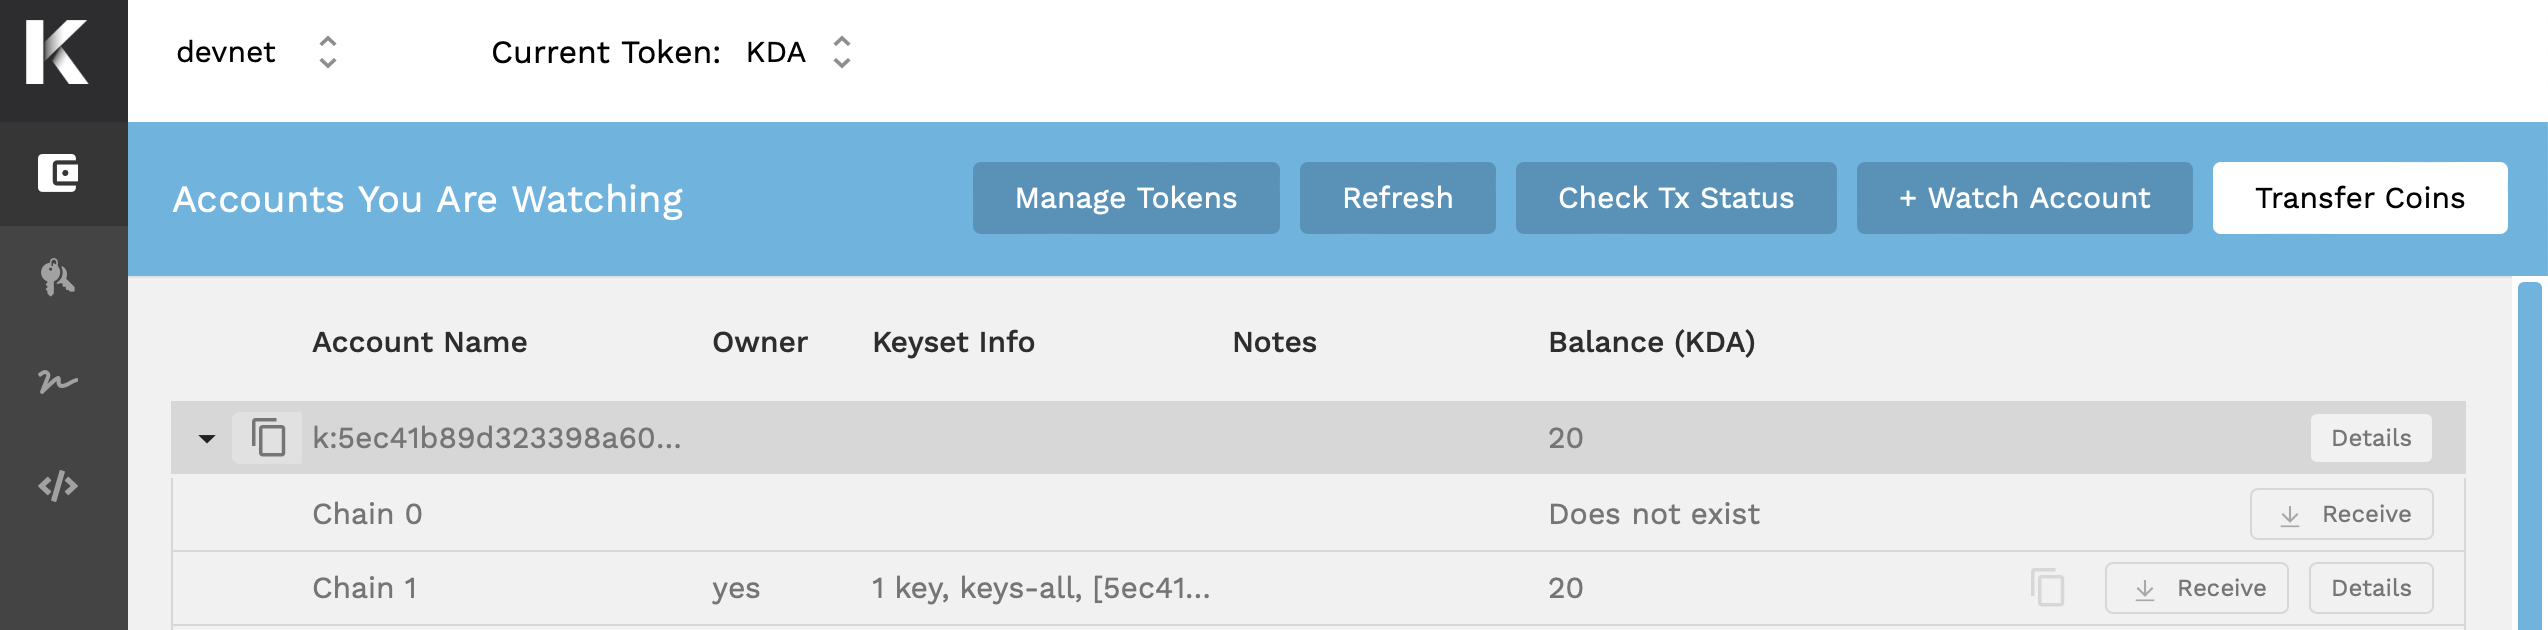 K
devnet Current Token: KDA
Accounts You Are Watching Manage Tokens Refresh Check Tx Status + Watch Account Transfer Coins
Account Name Owner Keyset Info Notes Balance (KDA)
k:5ec41b89d323398a60... 20 Details
Chain 0 Does not exist Receive
Chain 1 yes 1 key, keys-all, [5ec41... 20 Receive Details